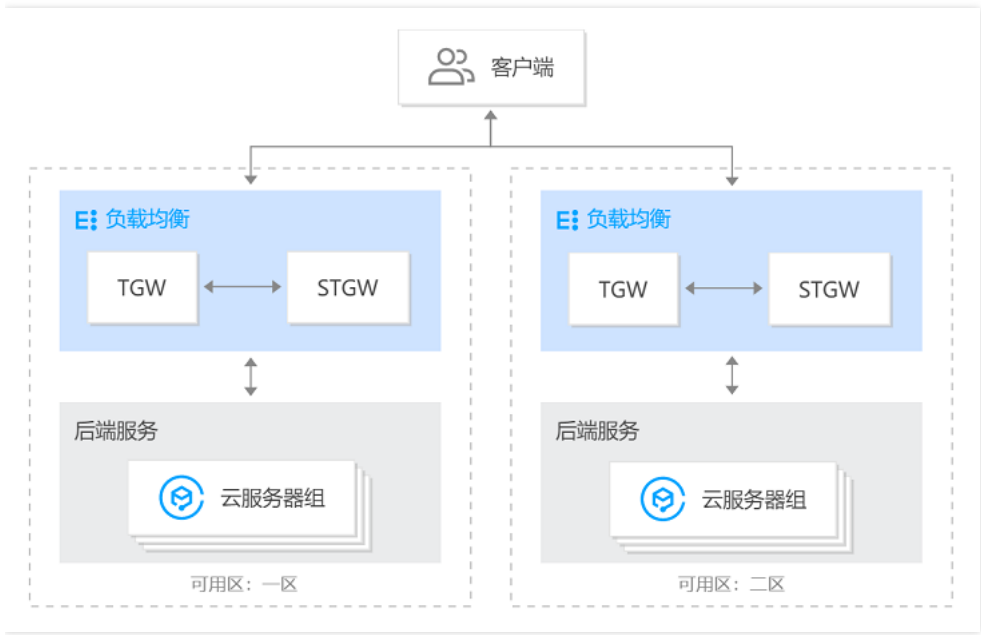 客户端
负载均衡
TGW
STGW
后端服务
云服务器组
可用区：一区
负载均衡
TGW
STGW
后端服务
云服务器组
可用区：二区